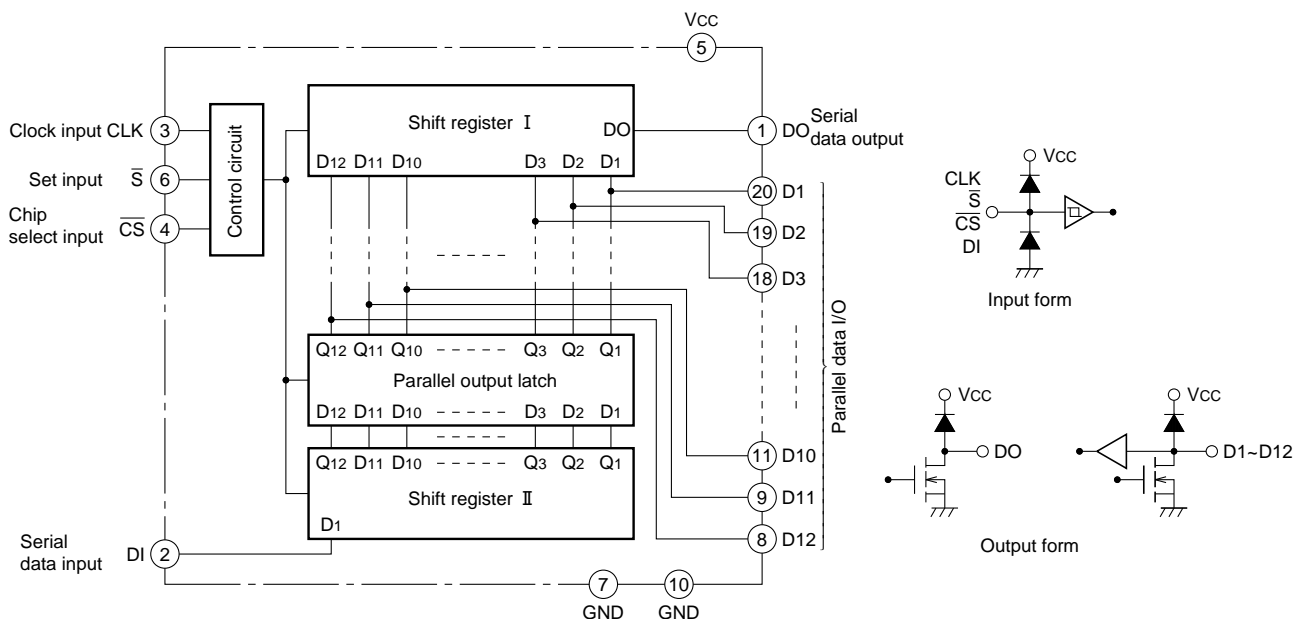 VCC
5
Clock input CLK 3
Set input S̅ 6
Chip
select input C̅S̅ 4
Control circuit
Shift register Ⅰ
DO
D12 D11 D10 D3 D2 D1
1 DO
Serial
data output
20 D1
19 D2
18 D3
Parallel data I/O
Q12 Q11 Q10 Q3 Q2 Q1
Parallel output latch
D12 D11 D10 D3 D2 D1
Q12 Q11 Q10 Q3 Q2 Q1
Shift register Ⅱ
D1
11 D10
9 D11
8 D12
Serial
data input
DI 2
7
GND
10
GND
VCC
CLK
S̅
C̅S̅
DI
Input form
VCC
DO
VCC
D1~D12
Output form